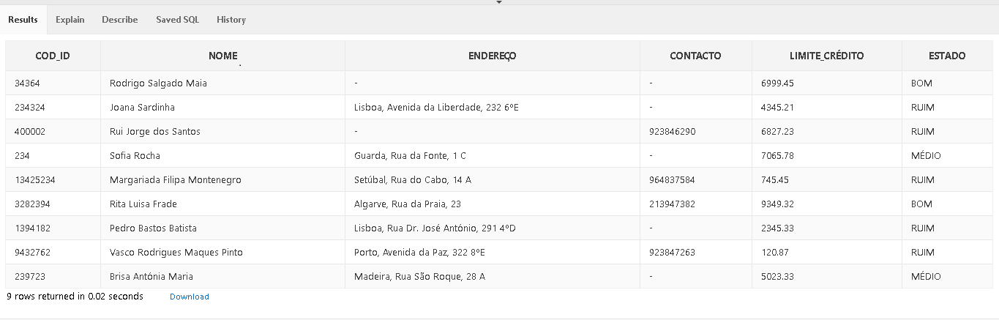 Results Explain Describe Saved SQL History
COD_ID NOME ENDEREÇO CONTACTO LIMITE_CRÉDITO ESTADO
34364 Rodrigo Salgado Maia - - 6999.45 BOM
234324 Joana Sardinha Lisboa, Avenida da Liberdade, 232 6ºE - 4345.21 RUIM
400002 Rui Jorge dos Santos - 923846290 6827.23 RUIM
234 Sofia Rocha Guarda, Rua da Fonte, 1 C - 7065.78 MÉDIO
13425234 Margariada Filipa Montenegro Setúbal, Rua do Cabo, 14 A 964837584 745.45 RUIM
3282394 Rita Luisa Frade Algarve, Rua da Praia, 23 213947382 9349.32 BOM
1394182 Pedro Bastos Batista Lisboa, Rua Dr. José António, 291 4ºD - 2345.33 RUIM
9432762 Vasco Rodrigues Maques Pinto Porto, Avenida da Paz, 322 8ºE 923847263 120.87 RUIM
239723 Brisa Antónia Maria Madeira, Rua São Roque, 28 A - 5023.33 MÉDIO
9 rows returned in 0.02 seconds Download